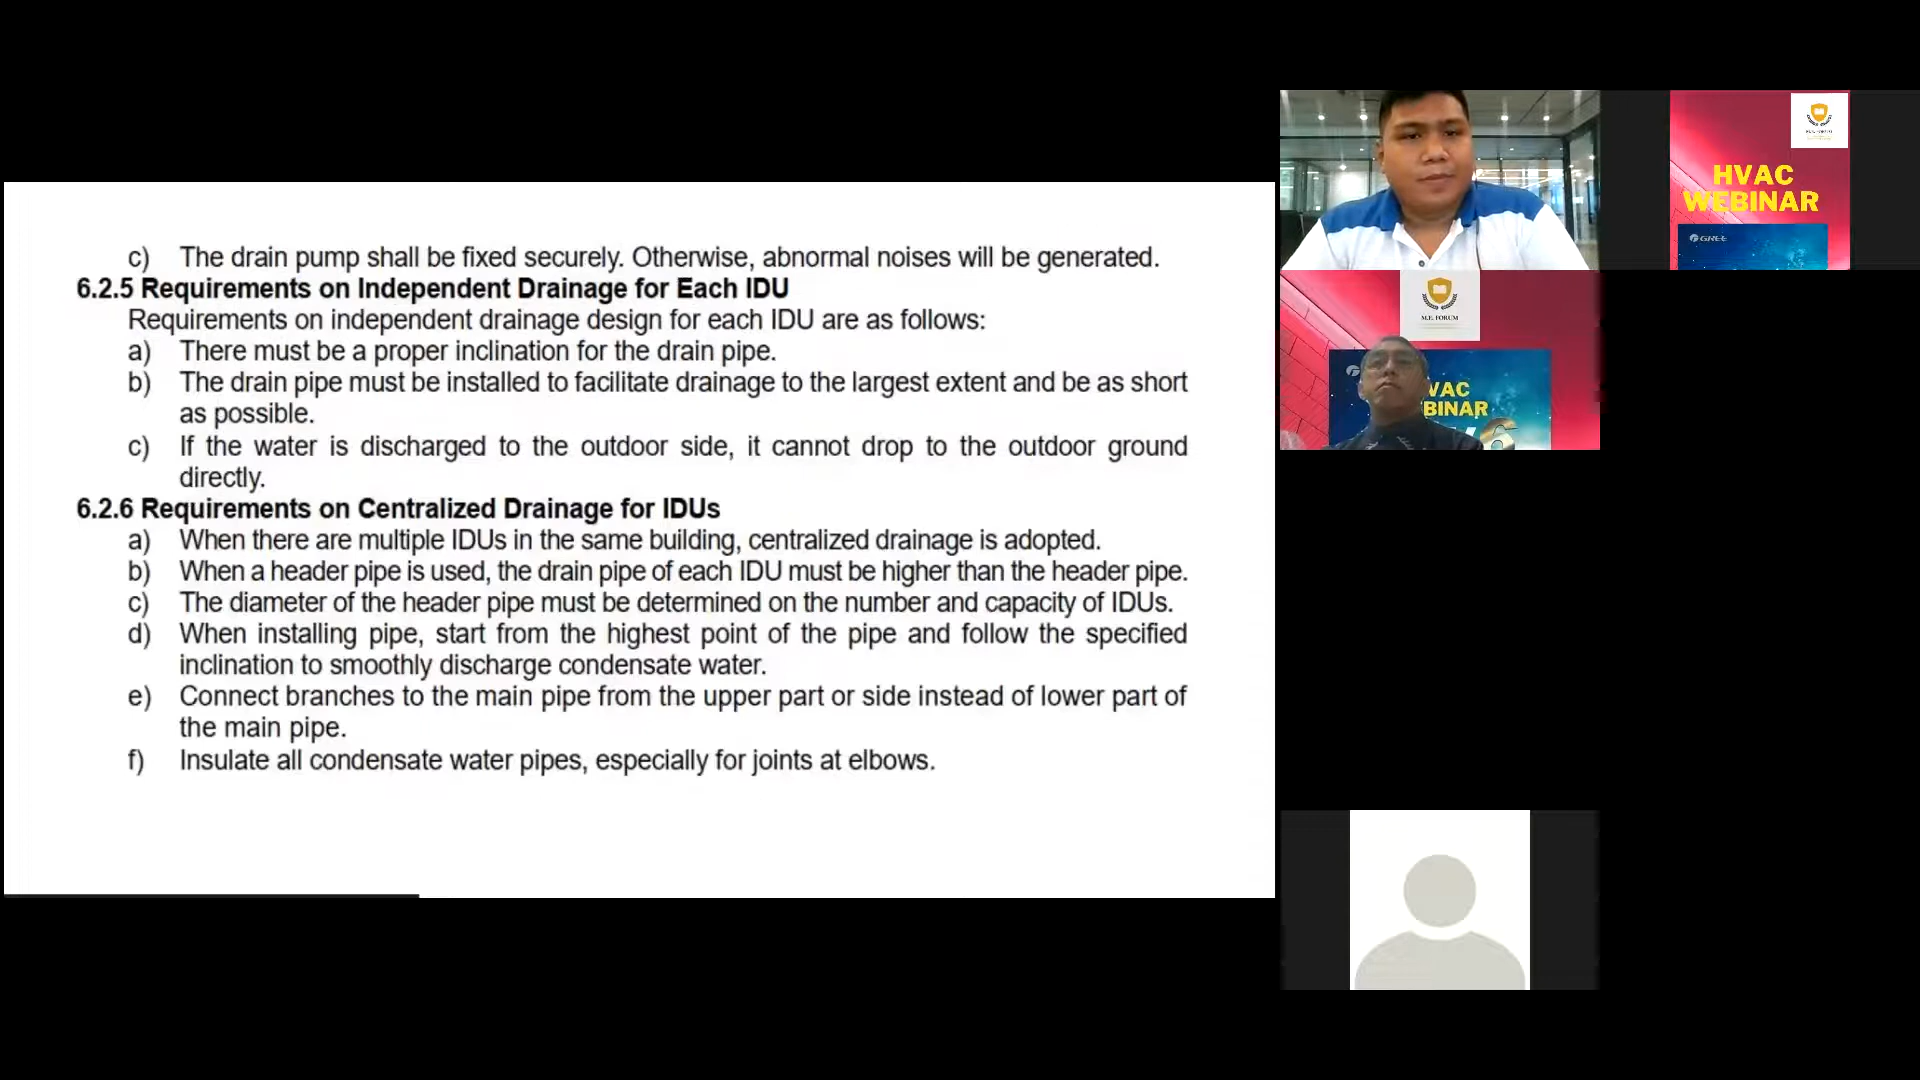 c) The drain pump shall be fixed securely. Otherwise, abnormal noises will be generated.
6.2.5 Requirements on Independent Drainage for Each IDU
Requirements on independent drainage design for each IDU are as follows:
a) There must be a proper inclination for the drain pipe.
b) The drain pipe must be installed to facilitate drainage to the largest extent and be as short
as possible.
c) If the water is discharged to the outdoor side, it cannot drop to the outdoor ground
directly.
6.2.6 Requirements on Centralized Drainage for IDUs
a) When there are multiple IDUs in the same building, centralized drainage is adopted.
b) When a header pipe is used, the drain pipe of each IDU must be higher than the header pipe.
c) The diameter of the header pipe must be determined on the number and capacity of IDUs.
d) When installing pipe, start from the highest point of the pipe and follow the specified
inclination to smoothly discharge condensate water.
e) Connect branches to the main pipe from the upper part or side instead of lower part of
the main pipe.
f) Insulate all condensate water pipes, especially for joints at elbows.
HVAC
WEBINAR
GREE
M.E. FORUM
VAC
BINAR
6